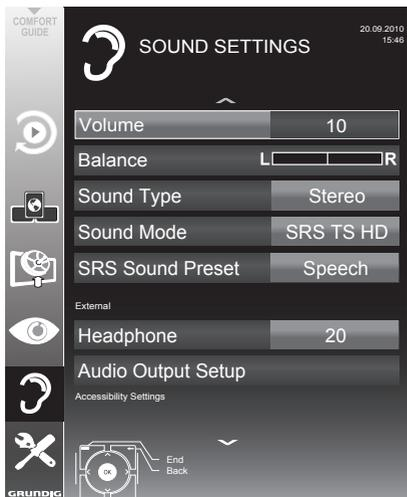 COMFORT
GUIDE
SOUND SETTINGS
20.09.2010
15:46
Volume 10
Balance L R
Sound Type Stereo
Sound Mode SRS TS HD
SRS Sound Preset Speech
External
Headphone 20
Audio Output Setup
Accessibility Settings
OK
End
Back
GRUNDIG